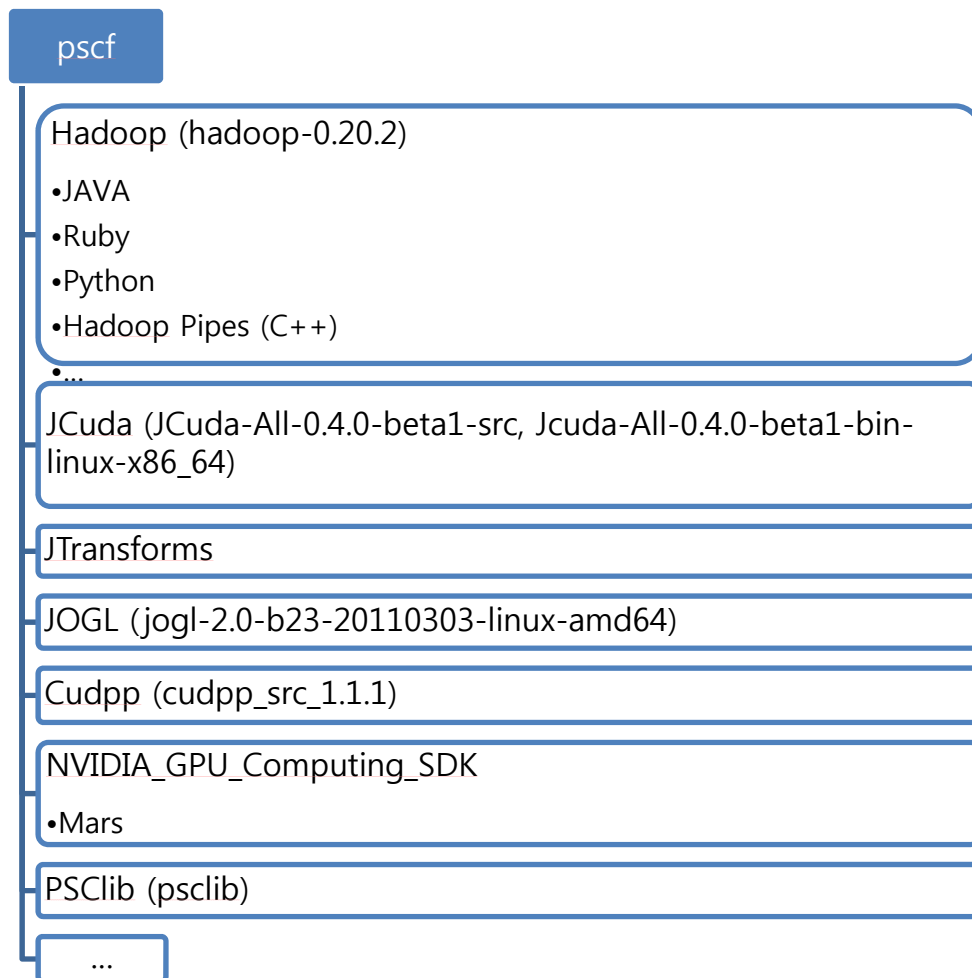 pscf
Hadoop (hadoop-0.20.2)
•JAVA
•Ruby
•Python
•Hadoop Pipes (C++)
•...
JCuda (JCuda-All-0.4.0-beta1-src, Jcuda-All-0.4.0-beta1-bin-
linux-x86_64)
JTransforms
JOGL (jogl-2.0-b23-20110303-linux-amd64)
Cudpp (cudpp_src_1.1.1)
NVIDIA_GPU_Computing_SDK
•Mars
PSClib (psclib)
...